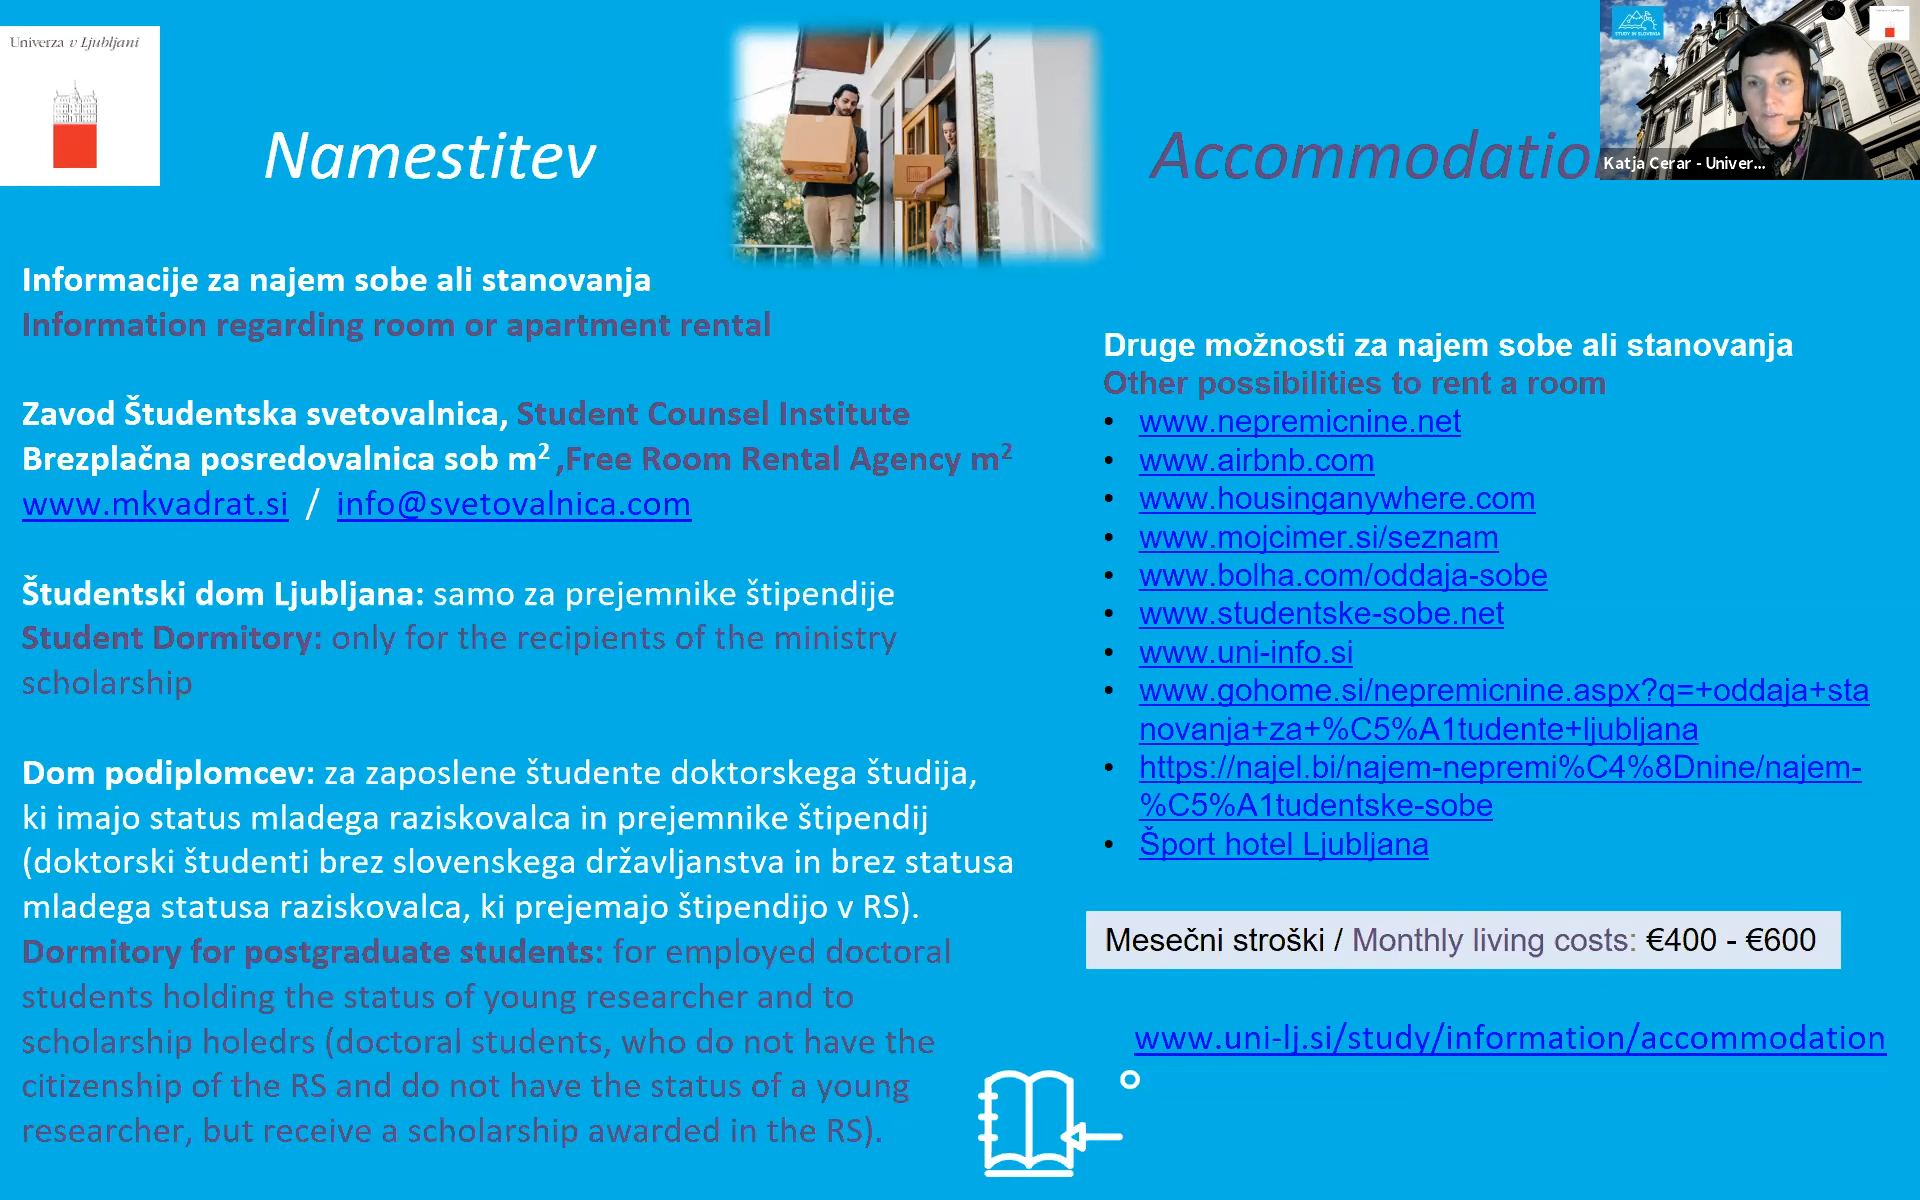 Univerza v Ljubljani
Namestitev
Accommodatio
STUDY IN SLOVENIA
Katja Cerar - Univer...
Informacije za najem sobe ali stanovanja
Information regarding room or apartment rental
Zavod Študentska svetovalnica, Student Counsel Institute
Brezplačna posredovalnica sob m² ,Free Room Rental Agency m²
www.mkvadrat.si / info@svetovalnica.com
Študentski dom Ljubljana: samo za prejemnike štipendije
Student Dormitory: only for the recipients of the ministry
scholarship
Dom podiplomcev: za zaposlene študente doktorskega študija,
ki imajo status mladega raziskovalca in prejemnike štipendij
(doktorski študenti brez slovenskega državljanstva in brez statusa
mladega statusa raziskovalca, ki prejemajo štipendijo v RS).
Dormitory for postgraduate students: for employed doctoral
students holding the status of young researcher and to
scholarship holedrs (doctoral students, who do not have the
citizenship of the RS and do not have the status of a young
researcher, but receive a scholarship awarded in the RS).
Druge možnosti za najem sobe ali stanovanja
Other possibilities to rent a room
• www.nepremicnine.net
• www.airbnb.com
• www.housinganywhere.com
• www.mojcimer.si/seznam
• www.bolha.com/oddaja-sobe
• www.studentske-sobe.net
• www.uni-info.si
• www.gohome.si/nepremicnine.aspx?q=+oddaja+sta
novanja+za+%C5%A1tudente+ljubljana
• https://najel.bi/najem-nepremi%C4%8Dnine/najem-
%C5%A1tudentske-sobe
• Šport hotel Ljubljana
Mesečni stroški / Monthly living costs: €400 - €600
www.uni-lj.si/study/information/accommodation